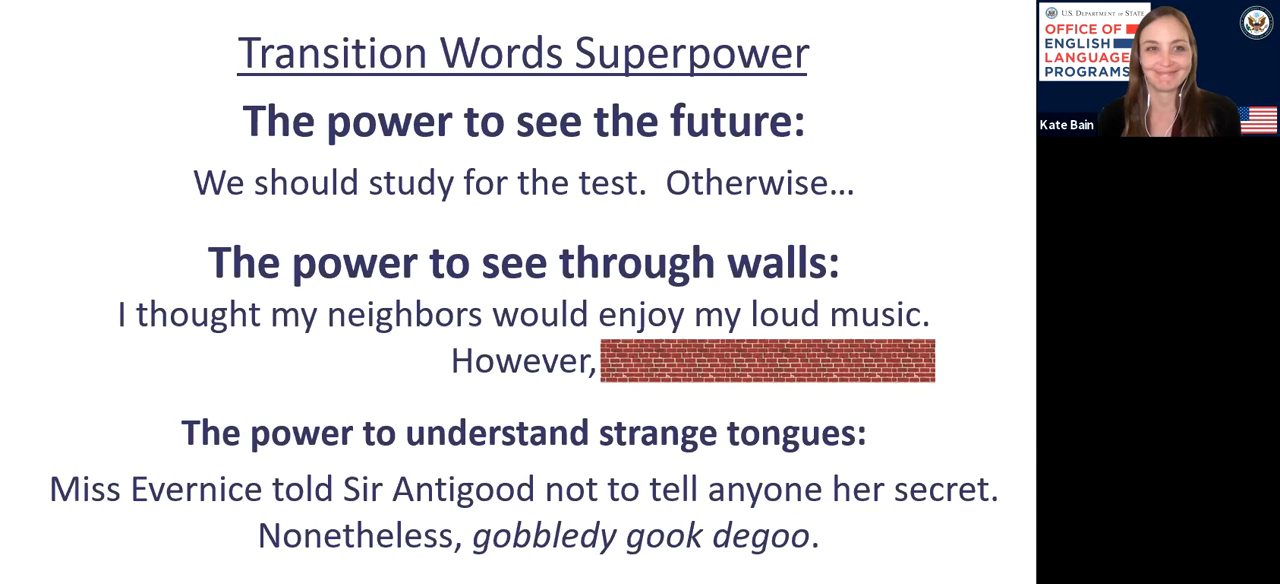 Transition Words Superpower
The power to see the future:
We should study for the test.  Otherwise…
The power to see through walls:
I thought my neighbors would enjoy my loud music.
However,
The power to understand strange tongues:
Miss Evernice told Sir Antigood not to tell anyone her secret.
Nonetheless, gobbledy gook degoo.
U.S. DEPARTMENT OF STATE
OFFICE OF
ENGLISH
LANGUAGE
PROGRAMS
Kate Bain